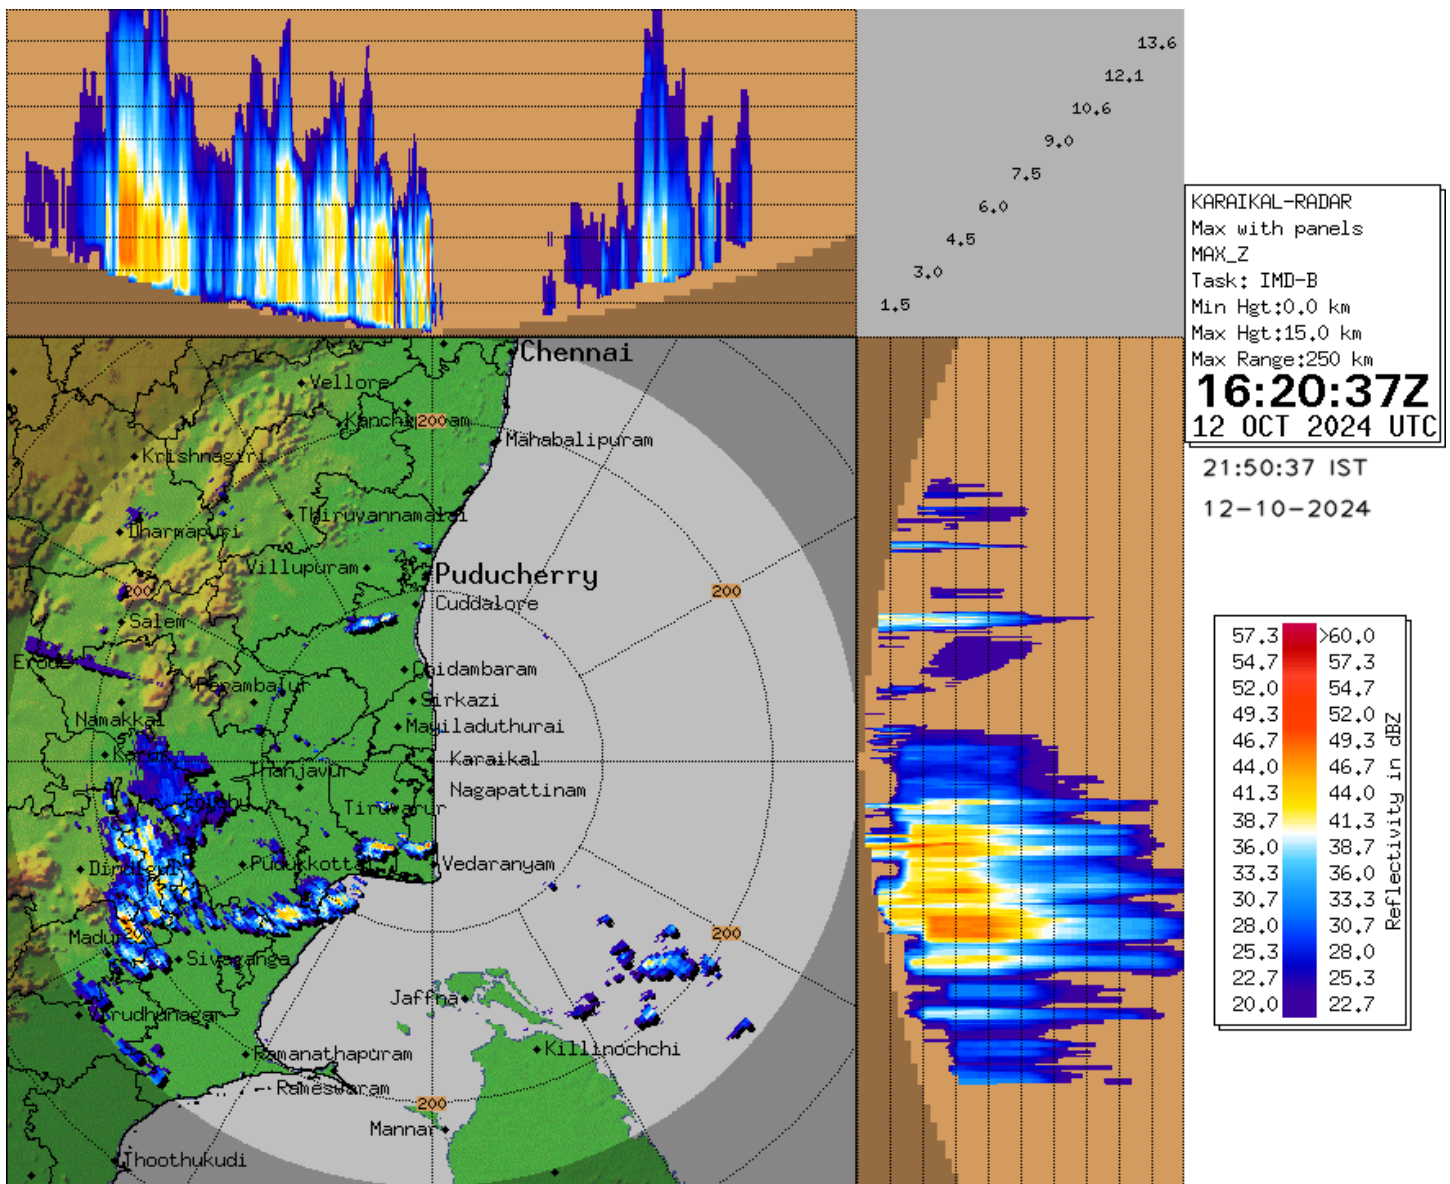 13.6
12.1
10.6
9.0
7.5
6.0
4.5
3.0
1.5
KARAIKAL-RADAR
Max with panels
MAX_Z
Task: IMD-B
Min Hgt:0.0 km
Max Hgt:15.0 km
Max Range:250 km
16:20:37Z
12 OCT 2024 UTC
21:50:37 IST
12-10-2024
Chennai
Vellore
200
Mahabalipuram
Krishnagiri
Thiruvannamalai
Dharmapuri
Villupuram
Puducherry
200
200
Cuddalore
Salem
Erode
Chidambaram
Perambalur
Sirkazi
Namakkal
Mayiladuthurai
Karaikal
Thanjavur
Nagapattinam
Tiruvarur
Dindigul
Pudukkottai
Vedaranyam
200
200
Sivaganga
Jaffna
Virudhunagar
Killinochchi
Ramanathapuram
Rameswaram
200
Mannar
Thoothukudi
57.3 >60.0
54.7 57.3
52.0 54.7
49.3 52.0
46.7 49.3
44.0 46.7
41.3 44.0
38.7 41.3
36.0 38.7
33.3 36.0
30.7 33.3
28.0 30.7
25.3 28.0
22.7 25.3
20.0 22.7
Reflectivity in dBZ